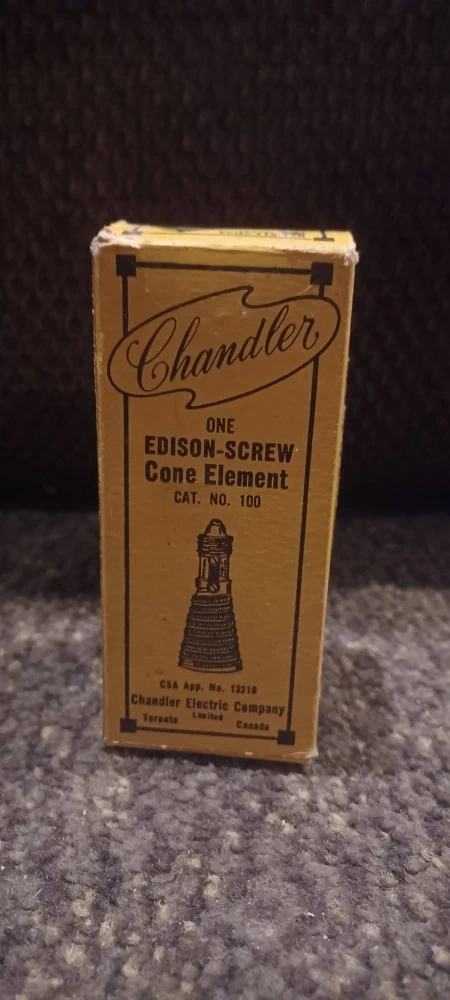 Chandler
ONE
EDISON-SCREW
Cone Element
CAT. NO. 100
CSA App. No. 13210
Chandler Electric Company
Limited
Toronto Canada